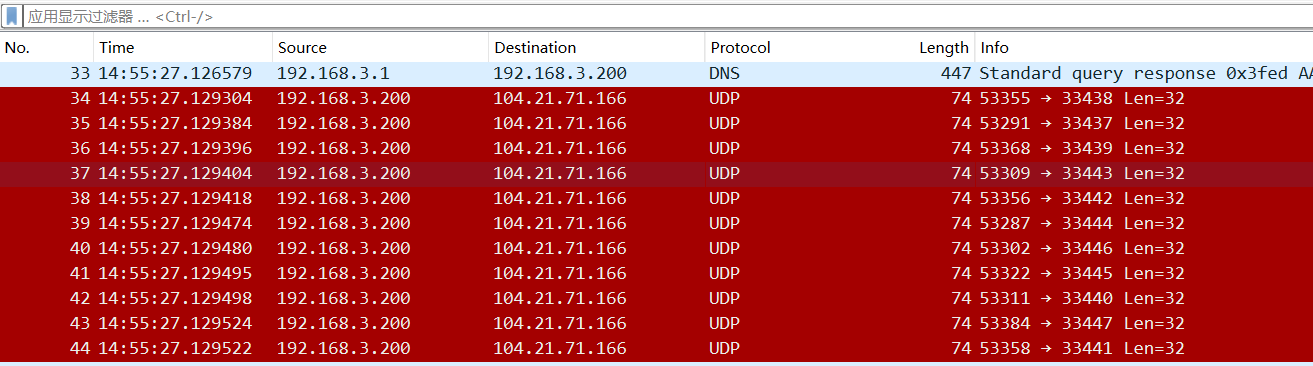 应用显示过滤器 … <Ctrl-/>
No. Time Source Destination Protocol Length Info
33 14:55:27.126579 192.168.3.1 192.168.3.200 DNS 447 Standard query response 0x3fed
34 14:55:27.129304 192.168.3.200 104.21.71.166 UDP 74 53355 → 33438 Len=32
35 14:55:27.129384 192.168.3.200 104.21.71.166 UDP 74 53291 → 33437 Len=32
36 14:55:27.129396 192.168.3.200 104.21.71.166 UDP 74 53368 → 33439 Len=32
37 14:55:27.129404 192.168.3.200 104.21.71.166 UDP 74 53309 → 33443 Len=32
38 14:55:27.129418 192.168.3.200 104.21.71.166 UDP 74 53356 → 33442 Len=32
39 14:55:27.129474 192.168.3.200 104.21.71.166 UDP 74 53287 → 33444 Len=32
40 14:55:27.129480 192.168.3.200 104.21.71.166 UDP 74 53302 → 33446 Len=32
41 14:55:27.129495 192.168.3.200 104.21.71.166 UDP 74 53322 → 33445 Len=32
42 14:55:27.129498 192.168.3.200 104.21.71.166 UDP 74 53311 → 33440 Len=32
43 14:55:27.129524 192.168.3.200 104.21.71.166 UDP 74 53384 → 33447 Len=32
44 14:55:27.129522 192.168.3.200 104.21.71.166 UDP 74 53358 → 33441 Len=32